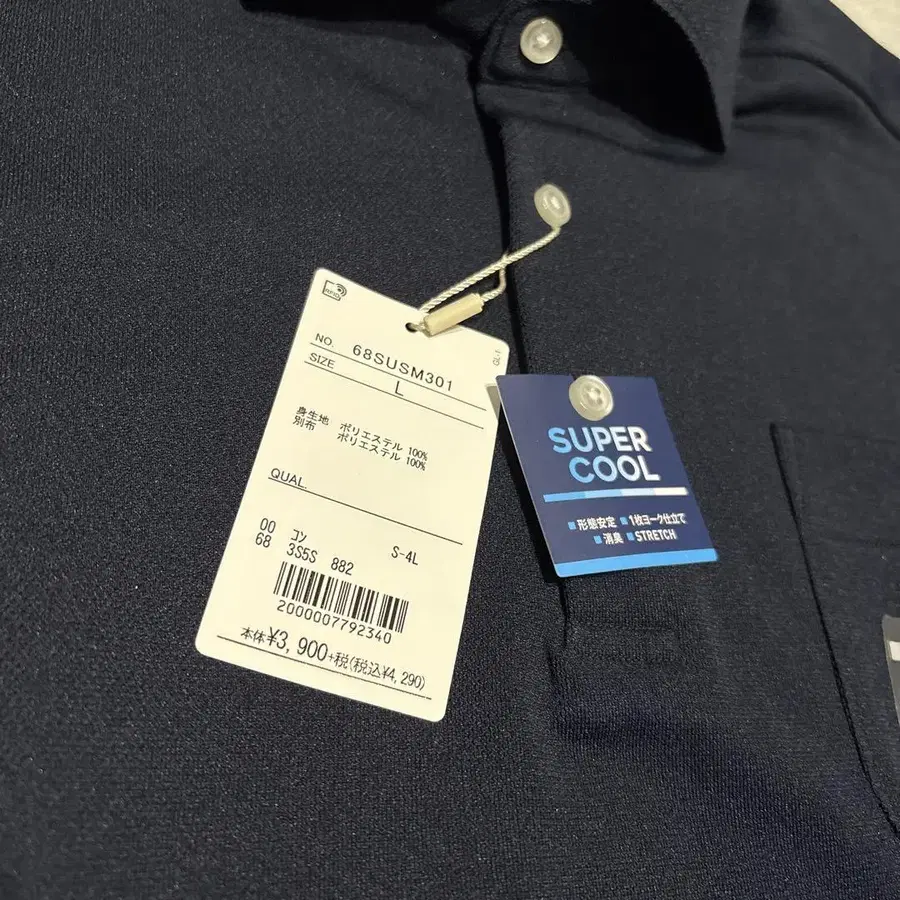 RFID
GL-1
NO. 68SUSM301
SIZE L
身生地 ポリエステル 100%
別布 ポリエステル 100%
QUAL.
00 コン S-4L
68 3S5S 882
2000007792340
本体¥3,900+税(税込¥4,290)
SUPER
COOL
形態安定 1枚ヨーク仕立て
消臭 STRETCH